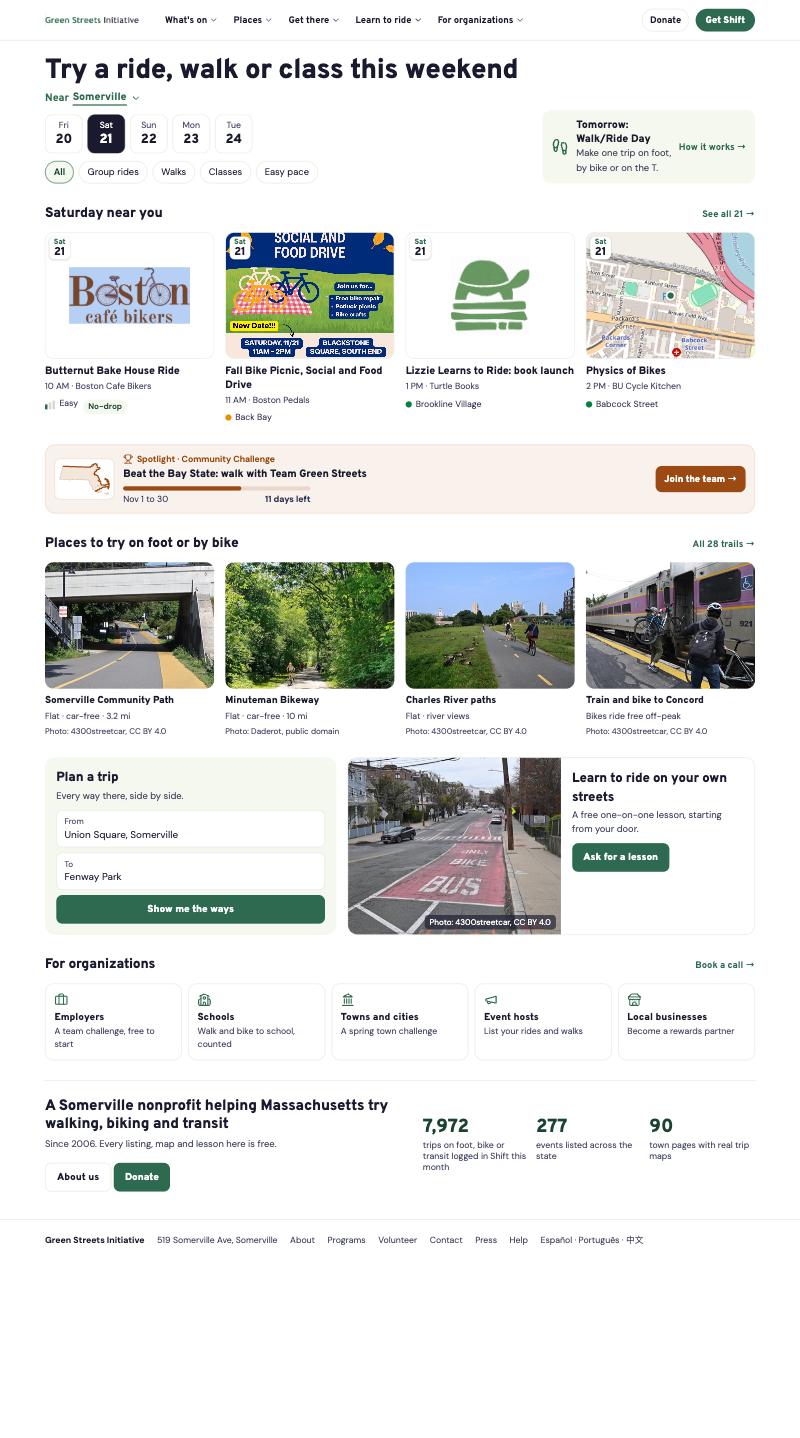 Green Streets Initiative
What's on
Places
Get there
Learn to ride
For organizations
Donate
Get Shift
Try a ride, walk or class this weekend
Near Somerville
Fri
20
Sat
21
Sun
22
Mon
23
Tue
24
Tomorrow:
Walk/Ride Day
Make one trip on foot,
by bike or on the T.
How it works →
All
Group rides
Walks
Classes
Easy pace
Saturday near you
See all 21 →
Sat
21
Boston
café bikers
Butternut Bake House Ride
10 AM · Boston Cafe Bikers
Easy
No-drop
Sat
21
SOCIAL AND
FOOD DRIVE
Join us for...
• Free bike repair
• Potluck picnic
• Bike crafts
New Date!!!
SATURDAY, 11/21
11AM - 2PM
BLACKSTONE
SQUARE, SOUTH END
Fall Bike Picnic, Social and Food
Drive
11 AM · Boston Pedals
Back Bay
Sat
21
Lizzie Learns to Ride: book launch
1 PM · Turtle Books
Brookline Village
Sat
21
Ashford Street
Packard's
Corner
Packards
Corner
Babcock
Street
Physics of Bikes
2 PM · BU Cycle Kitchen
Babcock Street
Spotlight · Community Challenge
Beat the Bay State: walk with Team Green Streets
Nov 1 to 30
11 days left
Join the team →
Places to try on foot or by bike
All 28 trails →
Somerville Community Path
Flat · car-free · 3.2 mi
Photo: 4300streetcar, CC BY 4.0
Minuteman Bikeway
Flat · car-free · 10 mi
Photo: Daderot, public domain
Charles River paths
Flat · river views
Photo: 4300streetcar, CC BY 4.0
921
Train and bike to Concord
Bikes ride free off-peak
Photo: 4300streetcar, CC BY 4.0
Plan a trip
Every way there, side by side.
From
Union Square, Somerville
To
Fenway Park
Show me the ways
ONLY
BIKE
BUS
Photo: 4300streetcar, CC BY 4.0
Learn to ride on your own
streets
A free one-on-one lesson, starting
from your door.
Ask for a lesson
For organizations
Book a call →
Employers
A team challenge, free to
start
Schools
Walk and bike to school,
counted
Towns and cities
A spring town challenge
Event hosts
List your rides and walks
Local businesses
Become a rewards partner
A Somerville nonprofit helping Massachusetts try
walking, biking and transit
Since 2006. Every listing, map and lesson here is free.
About us
Donate
7,972
trips on foot, bike or
transit logged in Shift this
month
277
events listed across the
state
90
town pages with real trip
maps
Green Streets Initiative
519 Somerville Ave, Somerville
About
Programs
Volunteer
Contact
Press
Help
Español · Português · 中文